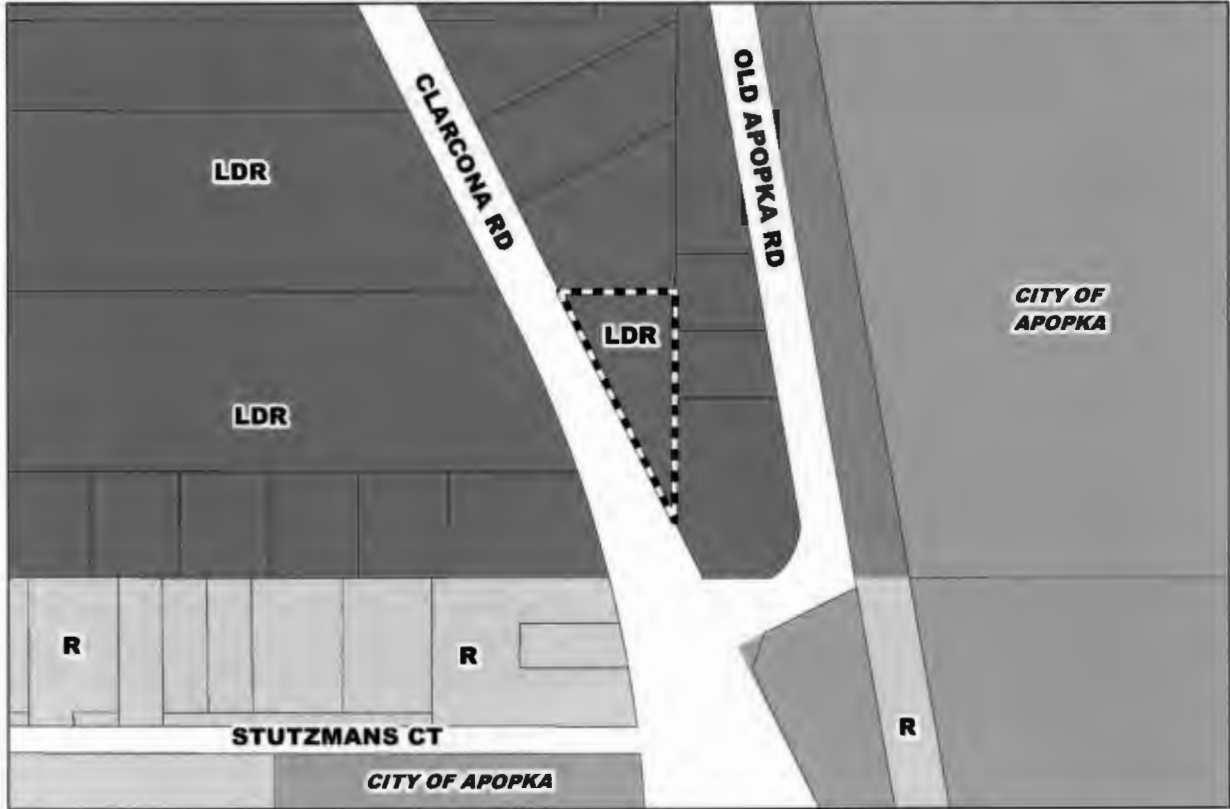 CLARCONA RD
OLD APOPKA RD
LDR
CITY OF
APOPKA
LDR
LDR
R
R
R
STUTZMANS CT
CITY OF APOPKA